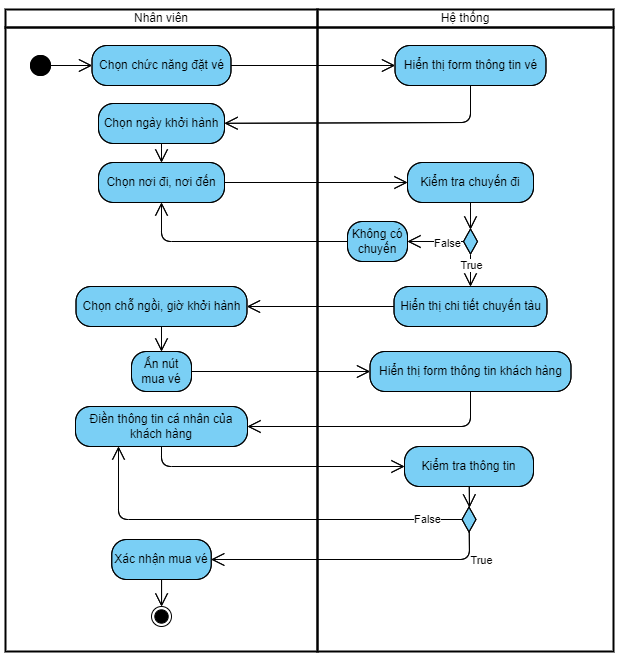 Nhân viên
Hệ thống
Chọn chức năng đặt vé
Hiển thị form thông tin vé
Chọn ngày khởi hành
Chọn nơi đi, nơi đến
Kiểm tra chuyến đi
Không có
chuyến
False
True
Chọn chỗ ngồi, giờ khởi hành
Hiển thị chi tiết chuyến tàu
Ấn nút
mua vé
Hiển thị form thông tin khách hàng
Điền thông tin cá nhân của
khách hàng
Kiểm tra thông tin
False
True
Xác nhận mua vé